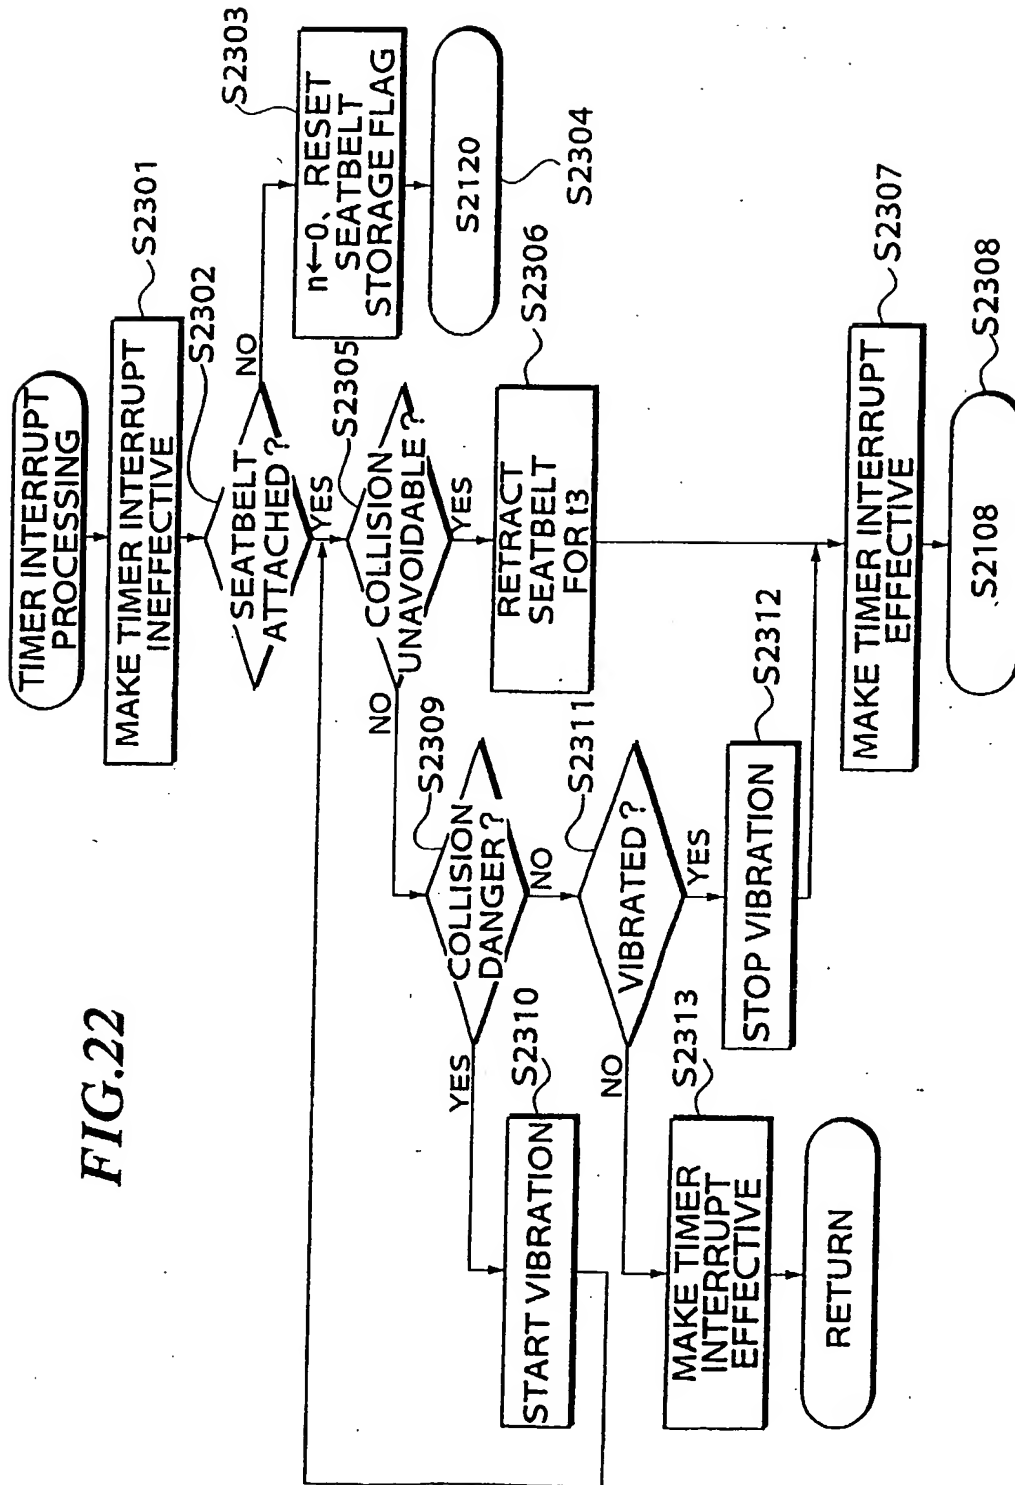 FIG.22
TIMER INTERRUPT
PROCESSING
MAKE TIMER INTERRUPT
INEFFECTIVE
S2301
SEATBELT
ATTACHED?
S2302
NO
YES
n←0, RESET
SEATBELT
STORAGE FLAG
S2303
S2120
S2304
COLLISION
UNAVOIDABLE?
S2305
NO
YES
RETRACT
SEATBELT
FOR t3
S2306
MAKE TIMER INTERRUPT
EFFECTIVE
S2307
S2108
S2308
COLLISION
DANGER?
S2309
YES
NO
START VIBRATION
S2310
VIBRATED?
S2311
NO
YES
STOP VIBRATION
S2312
MAKE TIMER
INTERRUPT
EFFECTIVE
S2313
RETURN